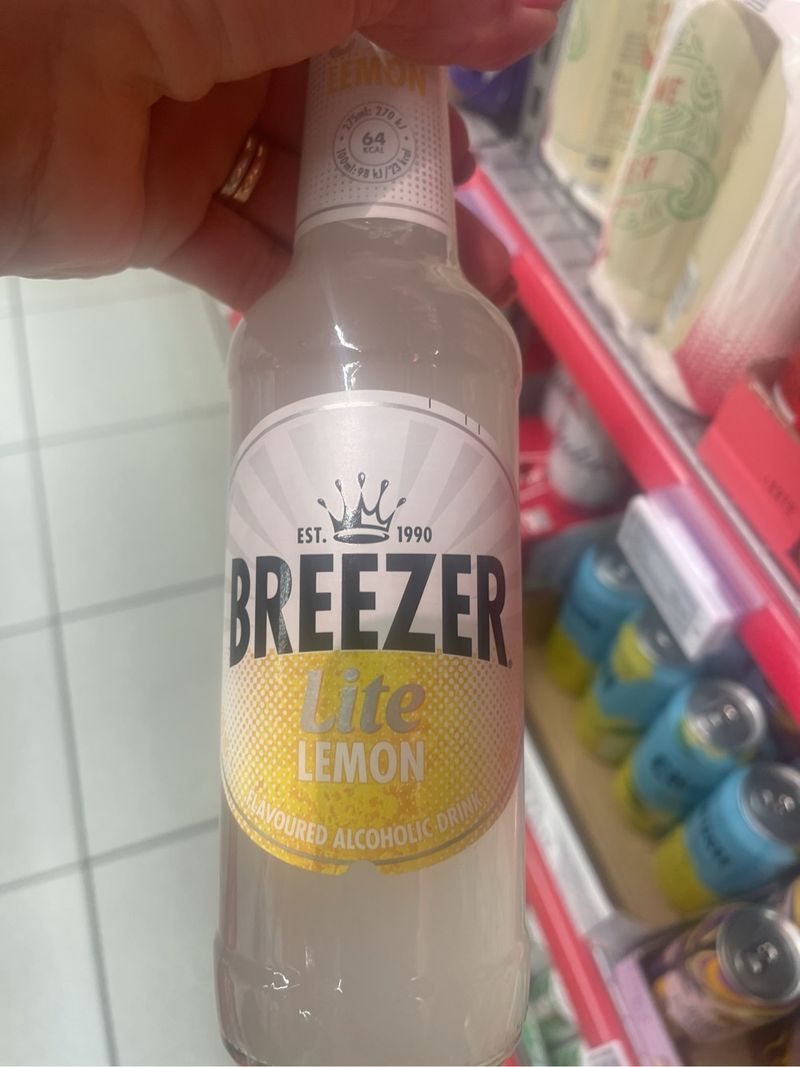 LEMON
275ml: 270 kJ
64
KCAL
100ml: 98 kJ/23 kcal
EST. 1990
BREEZER
Lite
LEMON
FLAVOURED ALCOHOLIC DRINK